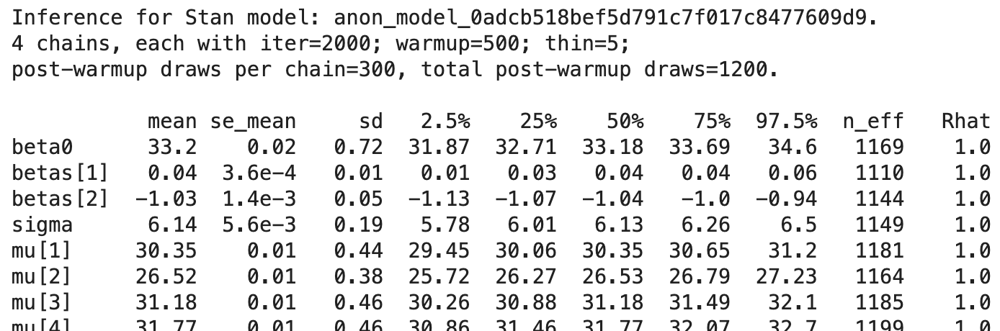 Inference for Stan model: anon_model_0adcb518bef5d791c7f017c8477609d9.
4 chains, each with iter=2000; warmup=500; thin=5;
post-warmup draws per chain=300, total post-warmup draws=1200.

            mean se_mean     sd   2.5%    25%    50%    75%  97.5%  n_eff   Rhat
beta0       33.2    0.02   0.72  31.87  32.71  33.18  33.69   34.6   1169    1.0
betas[1]    0.04  3.6e-4   0.01   0.01   0.03   0.04   0.04   0.06   1110    1.0
betas[2]   -1.03  1.4e-3   0.05  -1.13  -1.07  -1.04   -1.0  -0.94   1144    1.0
sigma       6.14  5.6e-3   0.19   5.78   6.01   6.13   6.26    6.5   1149    1.0
mu[1]      30.35    0.01   0.44  29.45  30.06  30.35  30.65   31.2   1181    1.0
mu[2]      26.52    0.01   0.38  25.72  26.27  26.53  26.79  27.23   1164    1.0
mu[3]      31.18    0.01   0.46  30.26  30.88  31.18  31.49   32.1   1185    1.0
mu[4]      31.77    0.01   0.46  30.86  31.46  31.77  32.07   32.7   1199    1.0